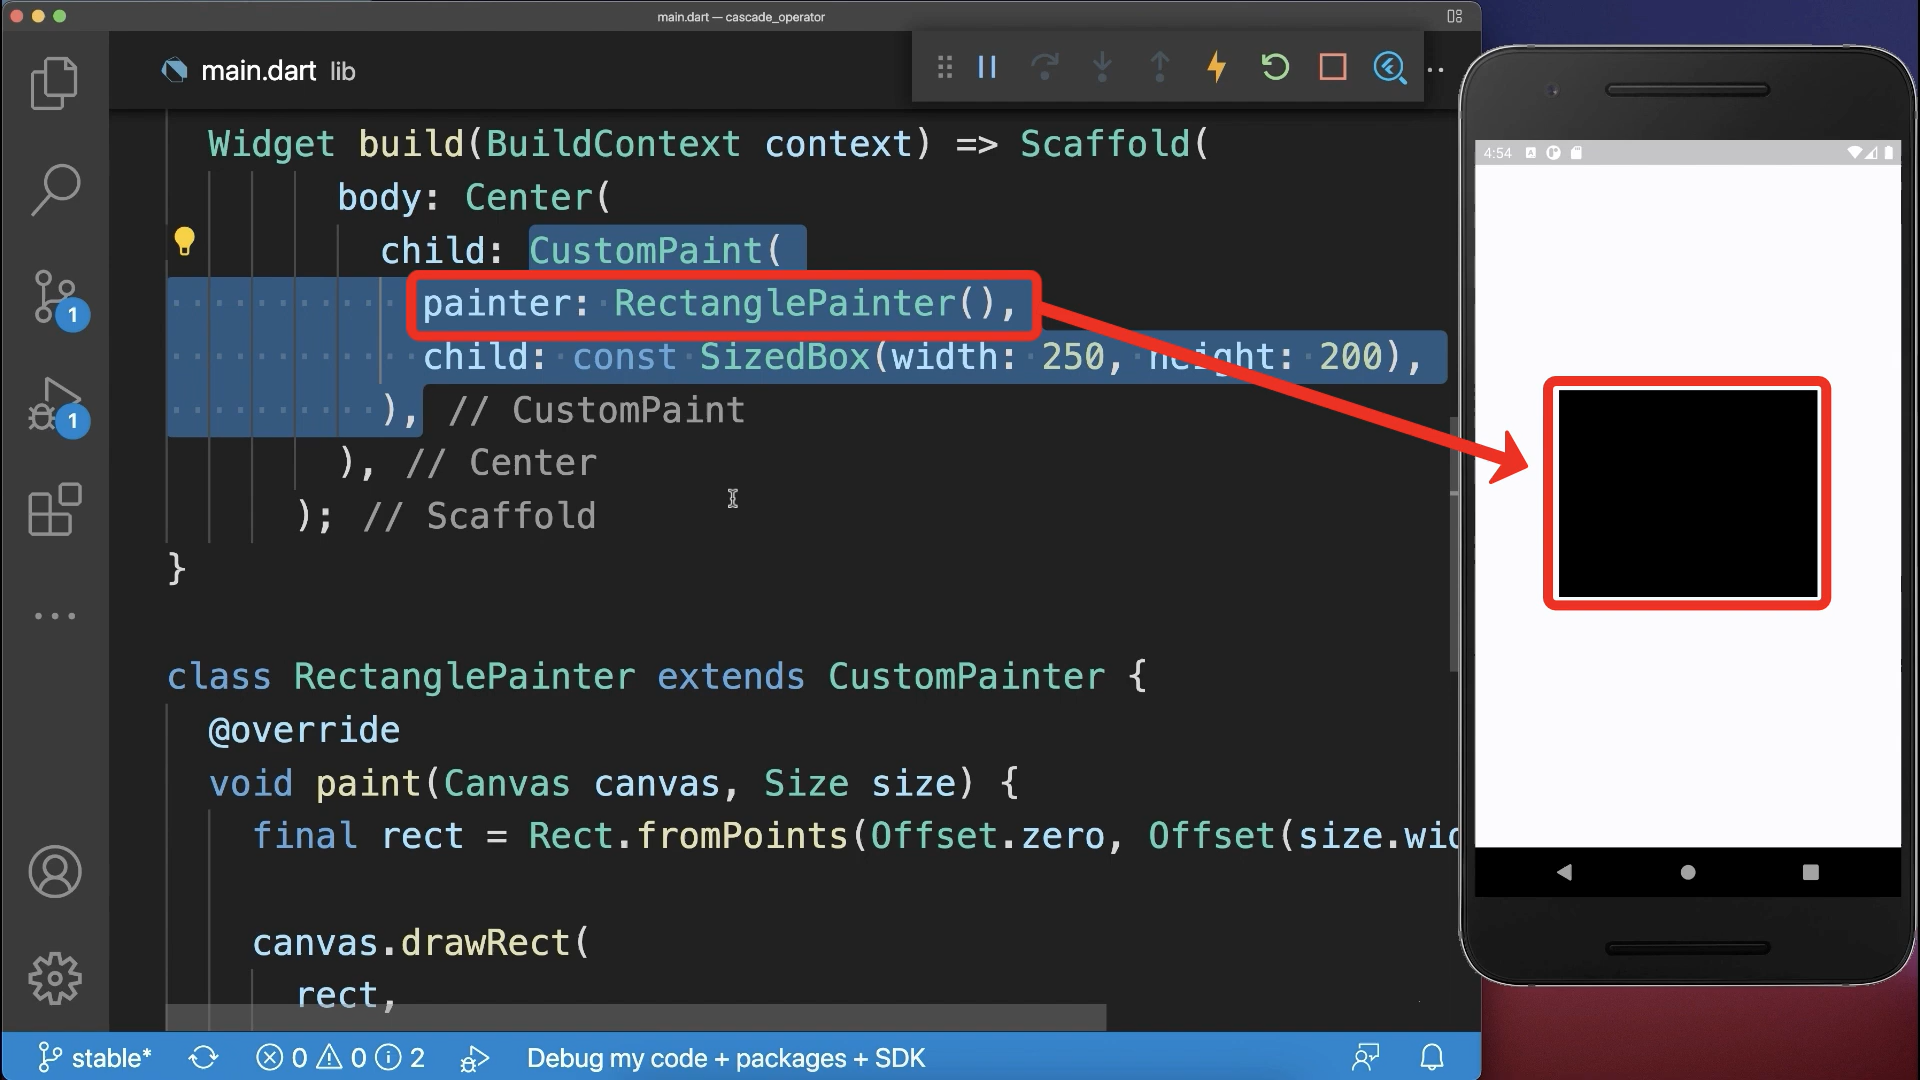 main.dart — cascade_operator
main.dart lib
Widget build(BuildContext context) => Scaffold(
body: Center(
child: CustomPaint(
painter: RectanglePainter(),
child: const SizedBox(width: 250, height: 200),
), // CustomPaint
), // Center
); // Scaffold
}
class RectanglePainter extends CustomPainter {
@override
void paint(Canvas canvas, Size size) {
final rect = Rect.fromPoints(Offset.zero, Offset(size.wid
canvas.drawRect(
rect,
1
1
stable* 0 0 2 Debug my code + packages + SDK
4:54